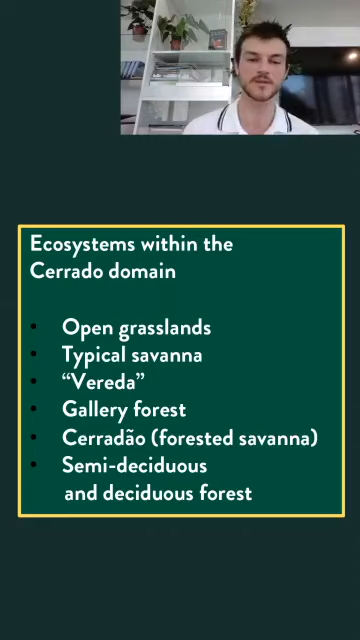 Ecosystems within the
Cerrado domain
• Open grasslands
• Typical savanna
• “Vereda”
• Gallery forest
• Cerradão (forested savanna)
• Semi-deciduous
and deciduous forest